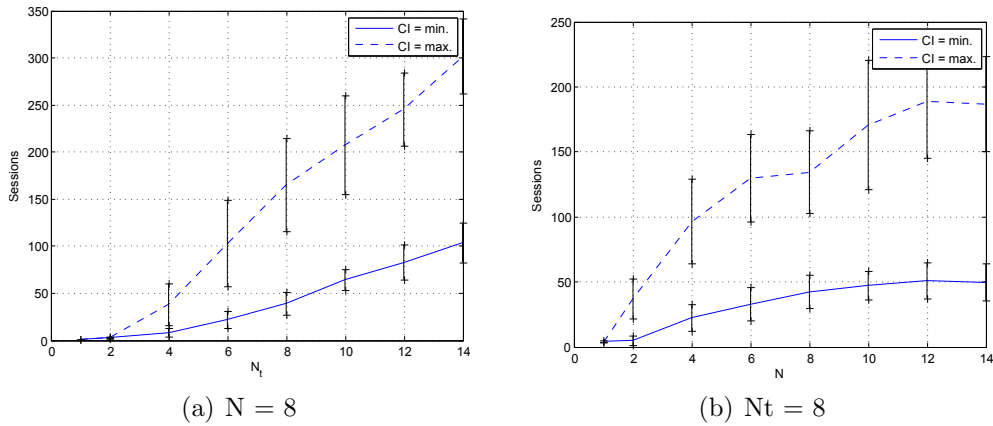 350
300
250
200
150
100
50
0
Sessions
0 2 4 6 8 10 12 14
N_t
CI = min.
CI = max.
(a) N = 8
250
200
150
100
50
0
Sessions
0 2 4 6 8 10 12 14
N
CI = min.
CI = max.
(b) Nt = 8